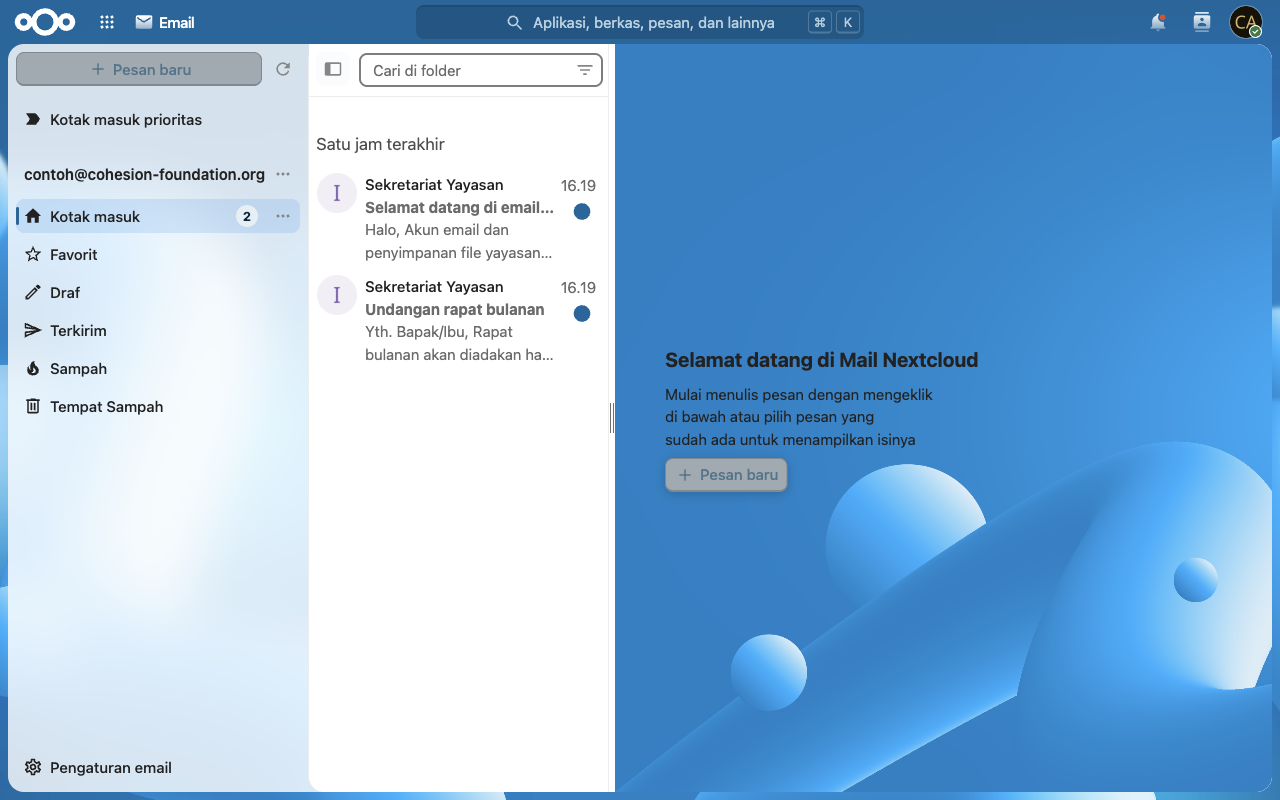 Email
Aplikasi, berkas, pesan, dan lainnya
⌘ K
CA
Pesan baru
Cari di folder
Kotak masuk prioritas
contoh@cohesion-foundation.org
Kotak masuk 2
Favorit
Draf
Terkirim
Sampah
Tempat Sampah
Pengaturan email
Satu jam terakhir
I
Sekretariat Yayasan 16.19
Selamat datang di email...
Halo, Akun email dan
penyimpanan file yayasan...
I
Sekretariat Yayasan 16.19
Undangan rapat bulanan
Yth. Bapak/Ibu, Rapat
bulanan akan diadakan ha...
Selamat datang di Mail Nextcloud
Mulai menulis pesan dengan mengeklik
di bawah atau pilih pesan yang
sudah ada untuk menampilkan isinya
Pesan baru